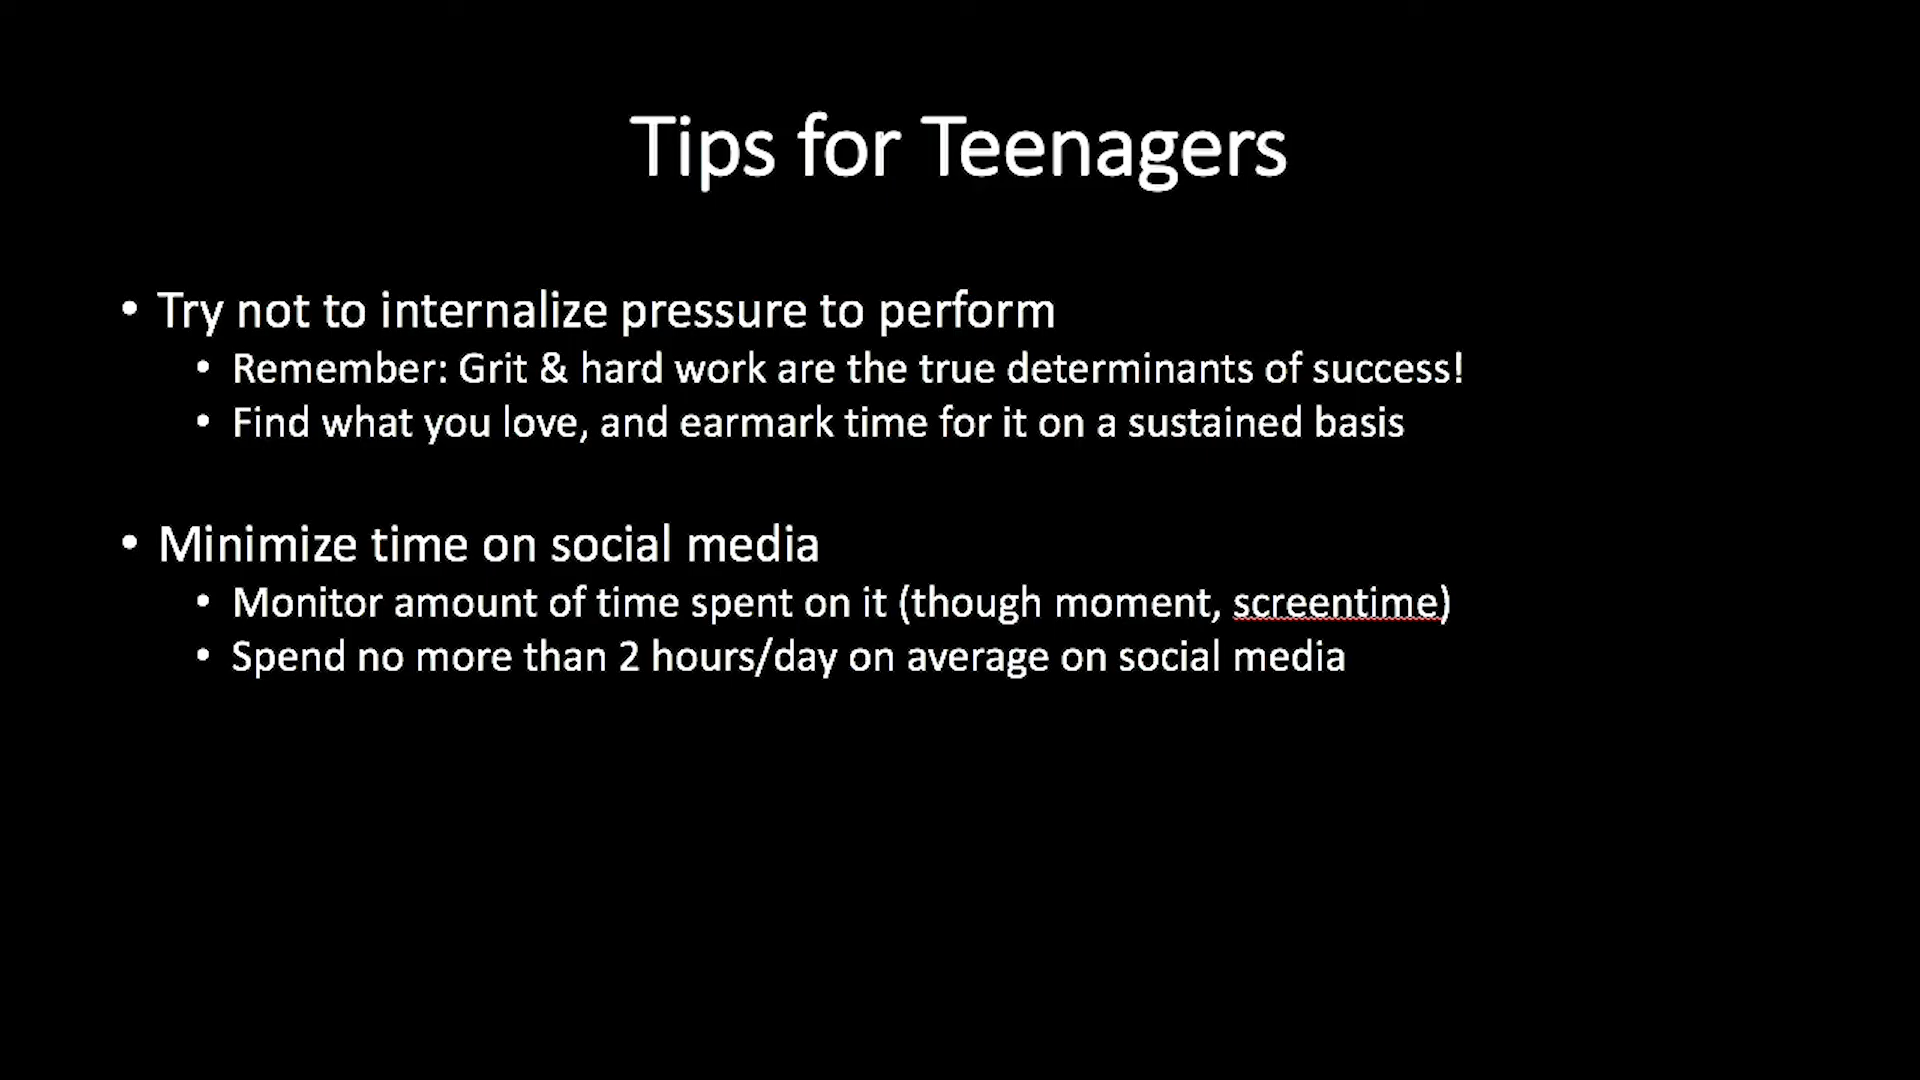 Tips for Teenagers
• Try not to internalize pressure to perform
• Remember: Grit & hard work are the true determinants of success!
• Find what you love, and earmark time for it on a sustained basis
• Minimize time on social media
• Monitor amount of time spent on it (though moment, screentime)
• Spend no more than 2 hours/day on average on social media